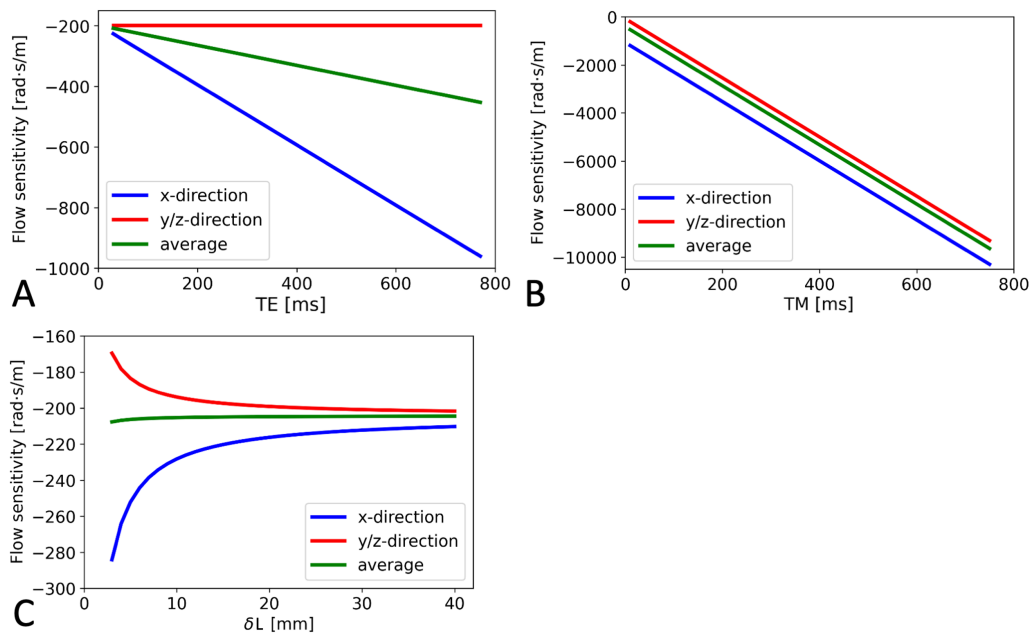 −200
−400
−600
−800
−1000
Flow sensitivity [rad·s/m]
x-direction
y/z-direction
average
0 200 400 600 800
TE [ms]
A
0
−2000
−4000
−6000
−8000
−10000
Flow sensitivity [rad·s/m]
x-direction
y/z-direction
average
0 200 400 600 800
TM [ms]
B
−160
−180
−200
−220
−240
−260
−280
−300
Flow sensitivity [rad·s/m]
x-direction
y/z-direction
average
0 10 20 30 40
δL [mm]
C